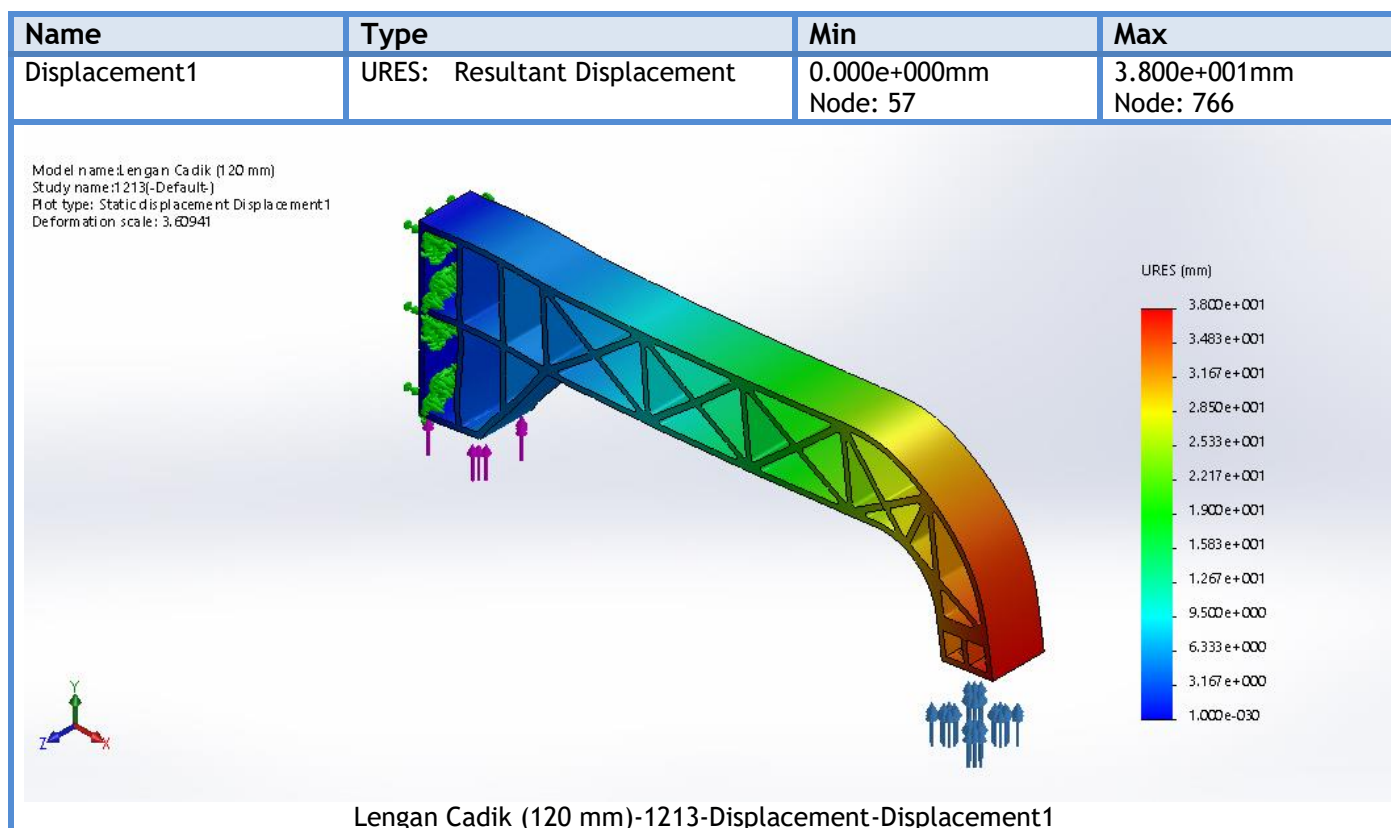 Name Type Min Max
Displacement1 URES: Resultant Displacement 0.000e+000mm 3.800e+001mm
Node: 57 Node: 766
Model name:Lengan Cadik (120 mm)
Study name:1213(-Default-)
Plot type: Static displacement Displacement1
Deformation scale: 3.60941
URES (mm)
3.800e+001
3.483e+001
3.167e+001
2.850e+001
2.533e+001
2.217e+001
1.900e+001
1.583e+001
1.267e+001
9.500e+000
6.333e+000
3.167e+000
1.000e-030
Y
Z X
Lengan Cadik (120 mm)-1213-Displacement-Displacement1